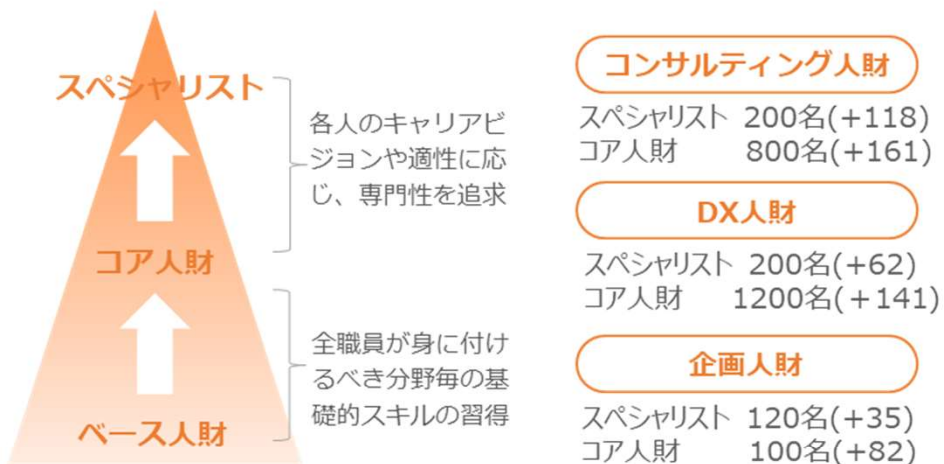 スペシャリスト
各人のキャリアビ
ジョンや適性に応
じ、専門性を追求
コア人財
全職員が身に付け
るべき分野毎の基
礎的スキルの習得
ベース人財
コンサルティング人財
スペシャリスト 200名(+118)
コア人財 800名(+161)
DX人財
スペシャリスト 200名(+62)
コア人財 1200名(+141)
企画人財
スペシャリスト 120名(+35)
コア人財 100名(+82)